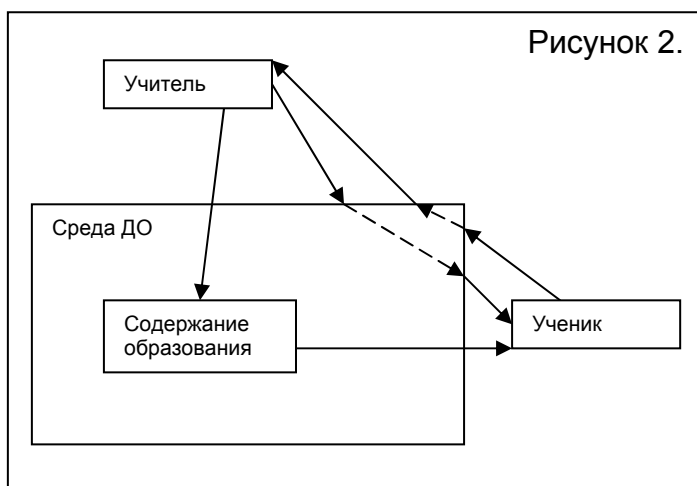 Рисунок 2.
Учитель
Среда ДО
Содержание
образования
Ученик